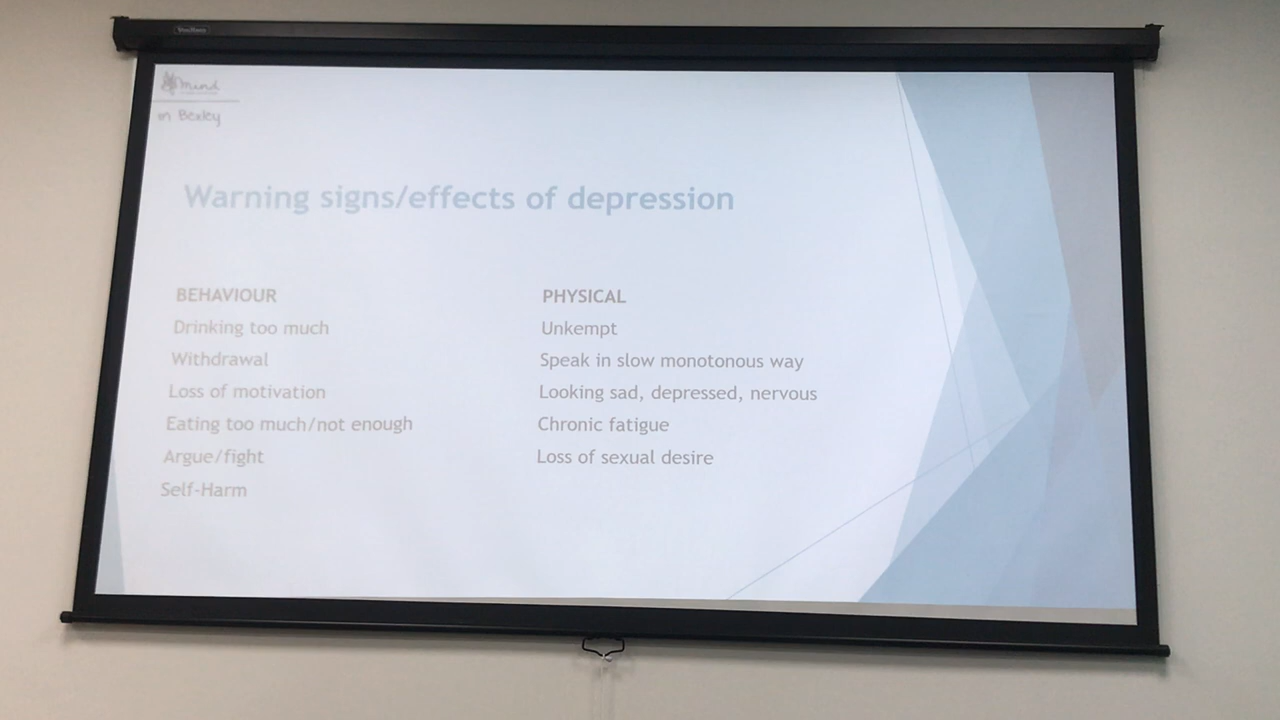 mind
in Bexley
Warning signs/effects of depression
BEHAVIOUR
Drinking too much
Withdrawal
Loss of motivation
Eating too much/not enough
Argue/fight
Self-Harm
PHYSICAL
Unkempt
Speak in slow monotonous way
Looking sad, depressed, nervous
Chronic fatigue
Loss of sexual desire